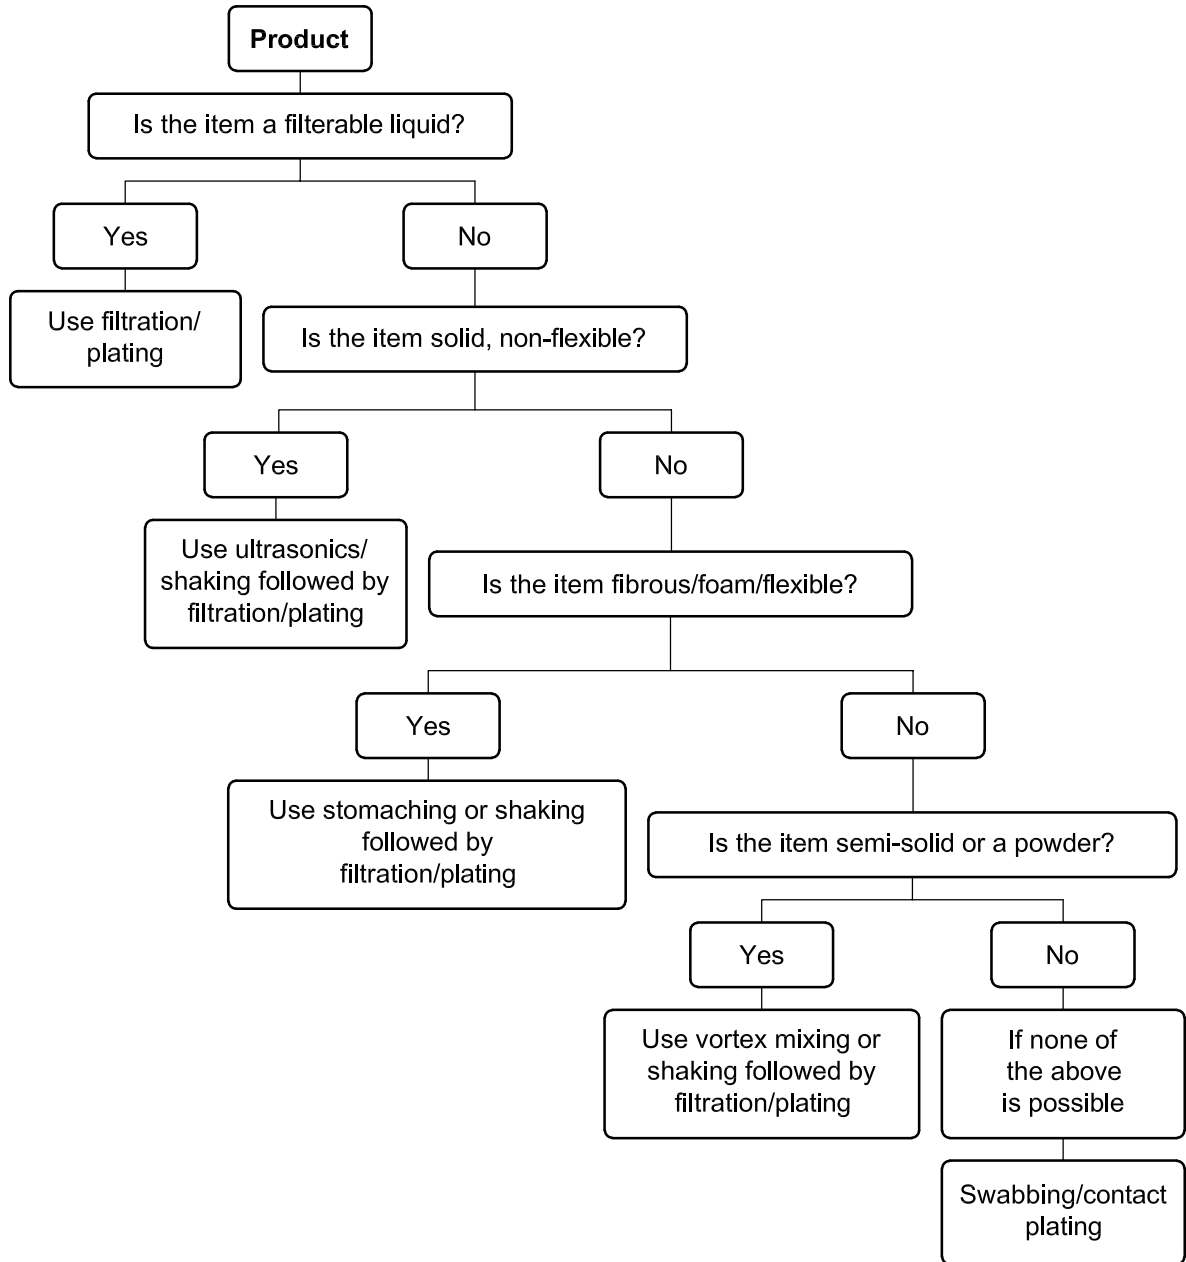 Product
Is the item a filterable liquid?
Yes
No
Use filtration/
plating
Is the item solid, non-flexible?
Yes
No
Use ultrasonics/
shaking followed by
filtration/plating
Is the item fibrous/foam/flexible?
Yes
No
Use stomaching or shaking
followed by
filtration/plating
Is the item semi-solid or a powder?
Yes
No
Use vortex mixing or
shaking followed by
filtration/plating
If none of
the above
is possible
Swabbing/contact
plating